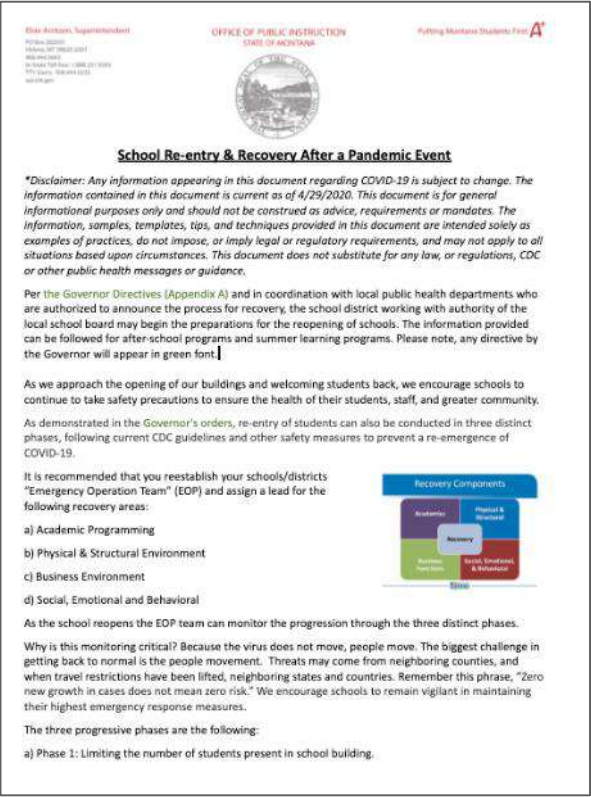 Elsie Arntzen, Superintendent
OFFICE OF PUBLIC INSTRUCTION
STATE OF MONTANA
Putting Montana Students First A+
PO Box 202501
School Re-entry & Recovery After a Pandemic Event
*Disclaimer: Any information appearing in this document regarding COVID-19 is subject to change. The
information contained in this document is current as of 4/29/2020. This document is for general
informational purposes only and should not be construed as advice, requirements or mandates. The
information, samples, templates, tips, and techniques provided in this document are intended solely as
examples of practices, do not impose, or imply legal or regulatory requirements, and may not apply to all
situations based upon circumstances. This document does not substitute for any law, or regulations, CDC
or other public health messages or guidance.
Per the Governor Directives (Appendix A) and in coordination with local public health departments who
are authorized to announce the process for recovery, the school district working with authority of the
local school board may begin the preparations for the reopening of schools. The information provided
can be followed for after-school programs and summer learning programs. Please note, any directive by
the Governor will appear in green font.
As we approach the opening of our buildings and welcoming students back, we encourage schools to
continue to take safety precautions to ensure the health of their students, staff, and greater community.
As demonstrated in the Governor's orders, re-entry of students can also be conducted in three distinct
phases, following current CDC guidelines and other safety measures to prevent a re-emergence of
COVID-19.
It is recommended that you reestablish your schools/districts
"Emergency Operation Team" (EOP) and assign a lead for the
following recovery areas:
a) Academic Programming
b) Physical & Structural Environment
c) Business Environment
d) Social, Emotional and Behavioral
Recovery Components
Academics
Physical &
Structural
Recovery
Business
Functions
Social, Emotional,
& Behavioral
As the school reopens the EOP team can monitor the progression through the three distinct phases.
Why is this monitoring critical? Because the virus does not move, people move. The biggest challenge in
getting back to normal is the people movement. Threats may come from neighboring counties, and
when travel restrictions have been lifted, neighboring states and countries. Remember this phrase, "Zero
new growth in cases does not mean zero risk." We encourage schools to remain vigilant in maintaining
their highest emergency response measures.
The three progressive phases are the following:
a) Phase 1: Limiting the number of students present in school building.